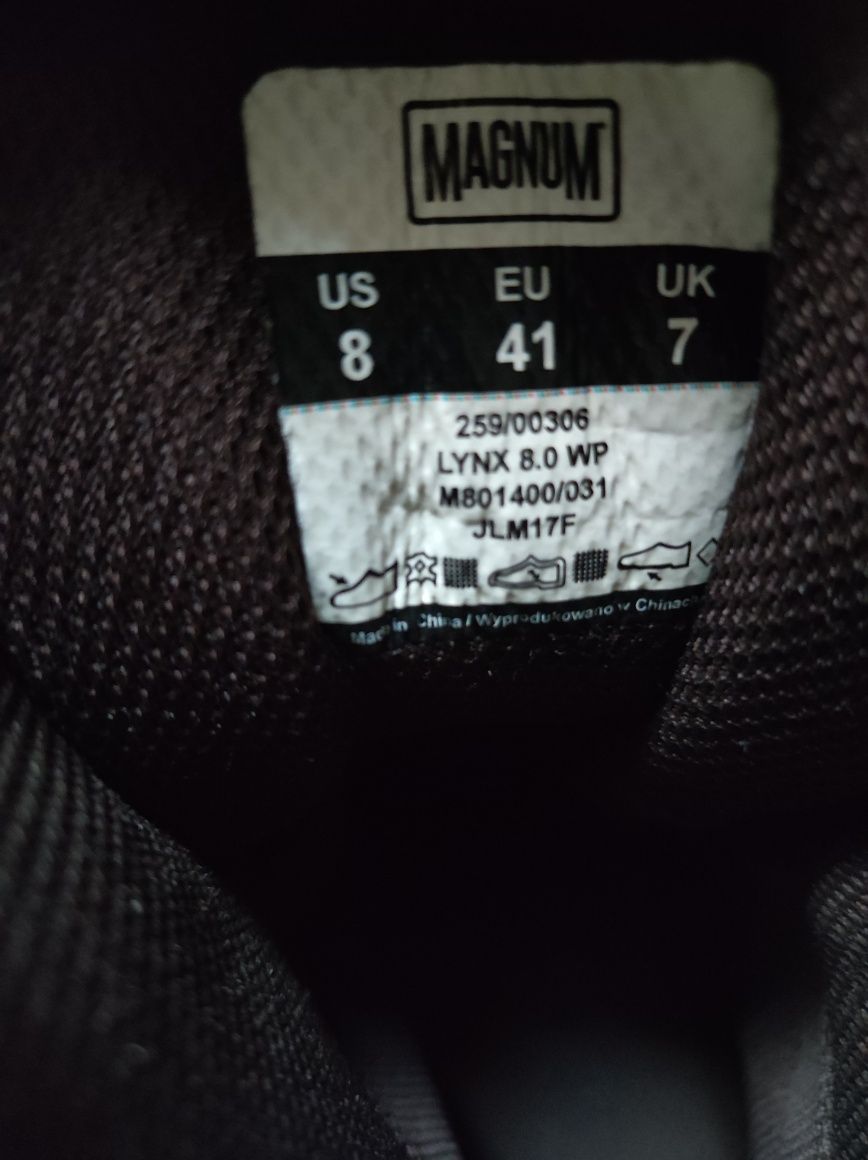 MAGNUM
US EU UK
8 41 7
259/00306
LYNX 8.0 WP
M801400/031
JLM17F
Made in China / Wyprodukowano w Chinach